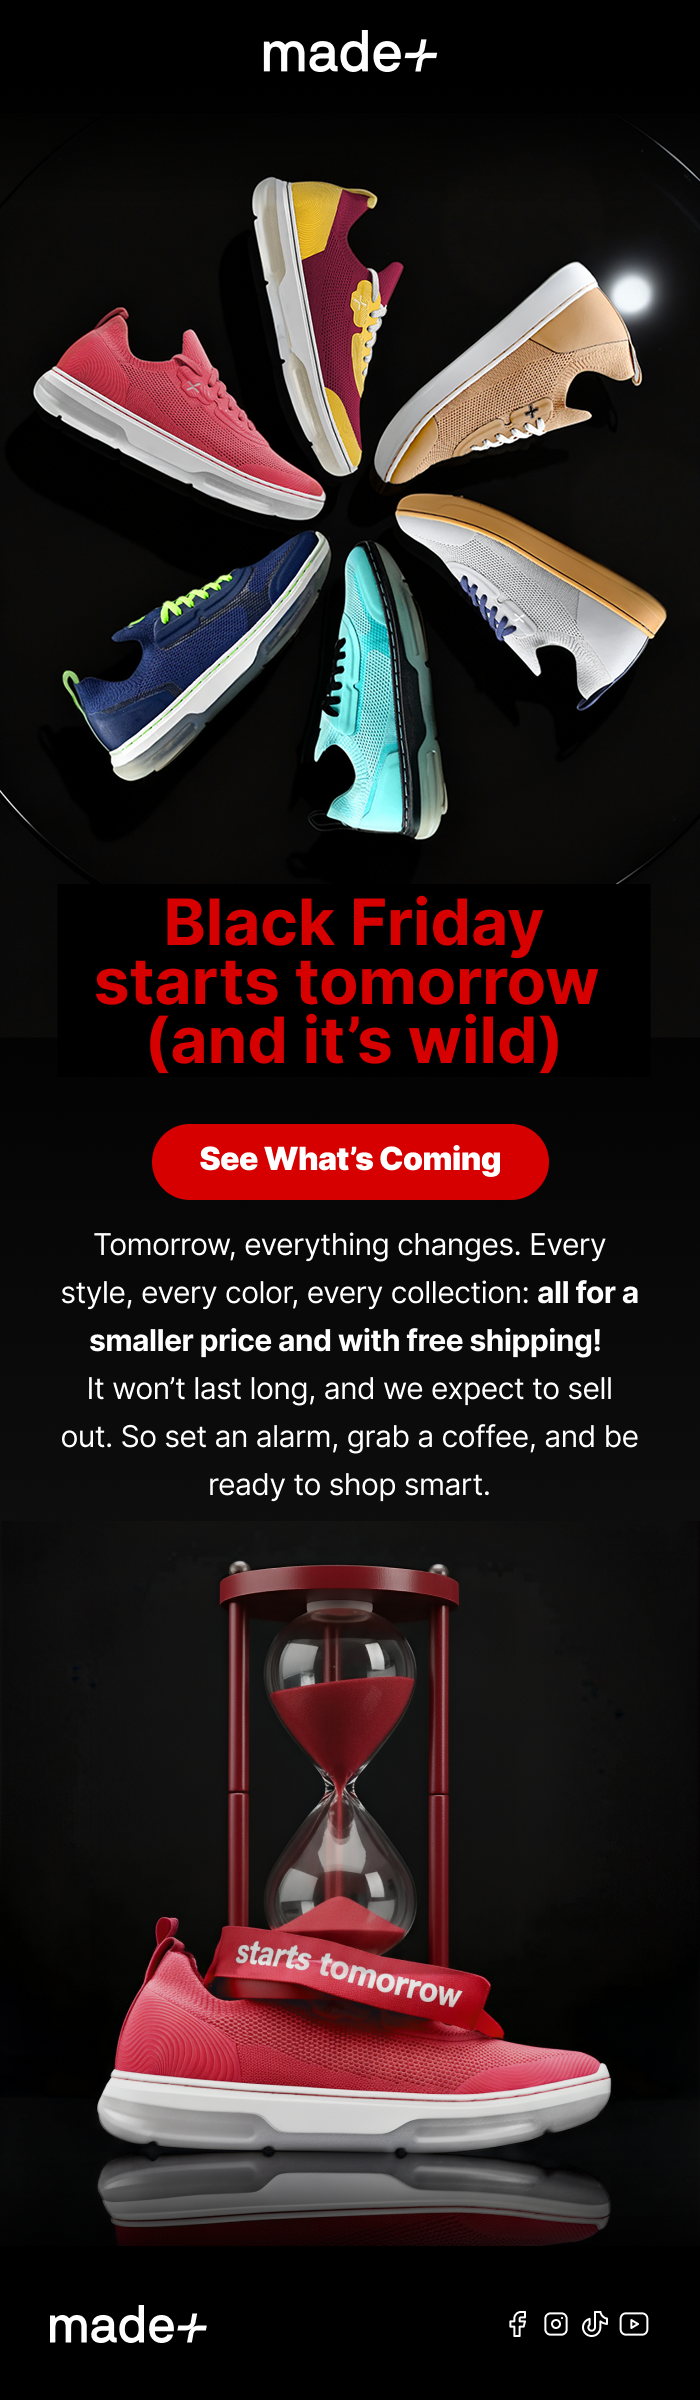 made+
Black Friday
starts tomorrow
(and it’s wild)
See What’s Coming
Tomorrow, everything changes. Every
style, every color, every collection: all for a
smaller price and with free shipping!
It won’t last long, and we expect to sell
out. So set an alarm, grab a coffee, and be
ready to shop smart.
starts tomorrow
made+